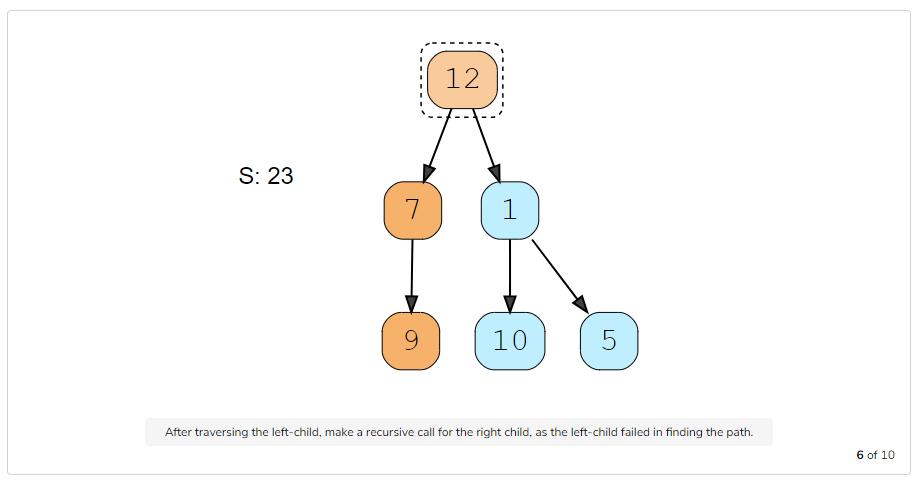 12
S: 23
7
1
9
10
5
After traversing the left-child, make a recursive call for the right child, as the left-child failed in finding the path.
6 of 10